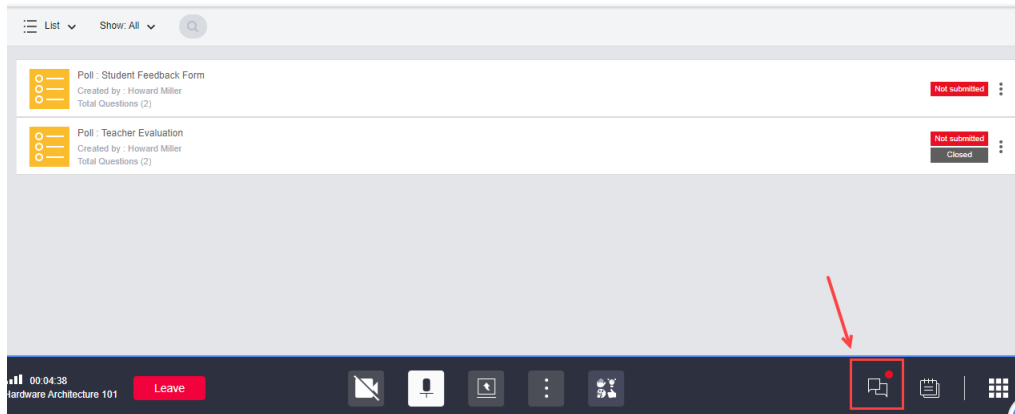 List Show: All
Poll : Student Feedback Form
Created by : Howard Miller
Total Questions (2)
Not submitted
Poll : Teacher Evaluation
Created by : Howard Miller
Total Questions (2)
Not submitted
Closed
00:04:38
Hardware Architecture 101
Leave